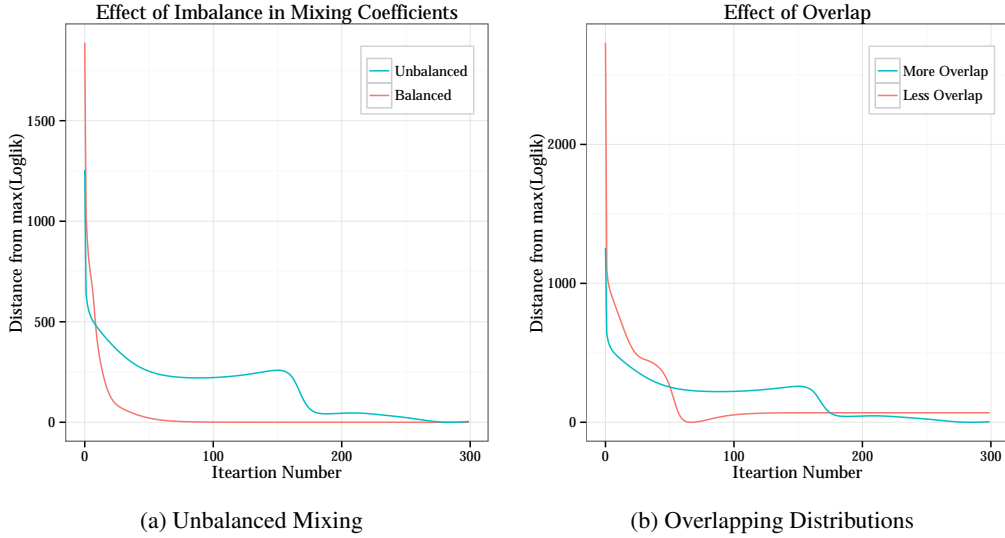 Effect of Imbalance in Mixing Coefficients
Unbalanced
Balanced
Distance from max(Loglik)
1500
1000
500
0
0 100 200 300
Iteartion Number
(a) Unbalanced Mixing
Effect of Overlap
More Overlap
Less Overlap
Distance from max(Loglik)
2000
1000
0
0 100 200 300
Iteartion Number
(b) Overlapping Distributions